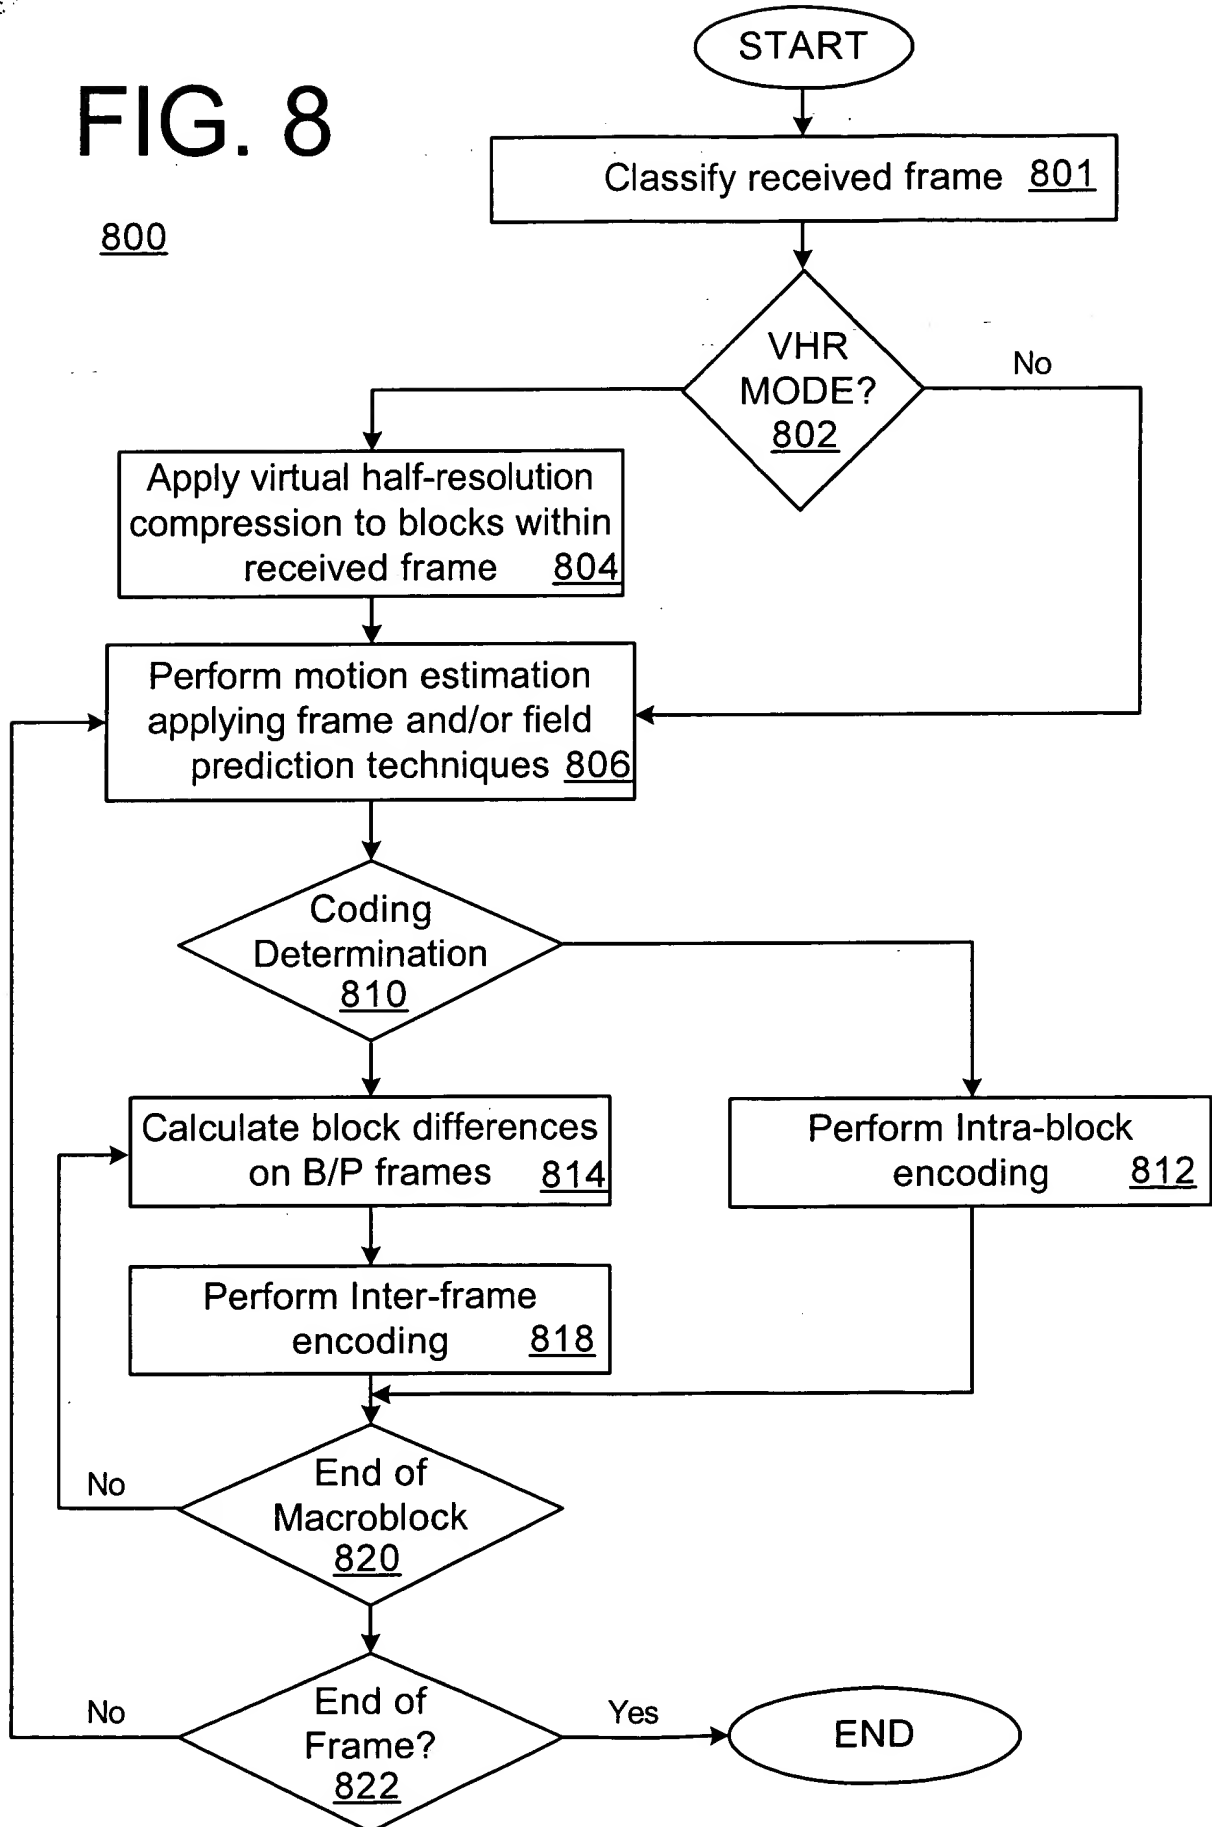 START
FIG. 8
Classify received frame 801
800
VHR
MODE?
802
No
Apply virtual half-resolution
compression to blocks within
received frame 804
Perform motion estimation
applying frame and/or field
prediction techniques 806
Coding
Determination
810
Calculate block differences
on B/P frames 814
Perform Intra-block
encoding 812
Perform Inter-frame
encoding 818
No
End of
Macroblock
820
No
End of
Frame?
822
Yes
END